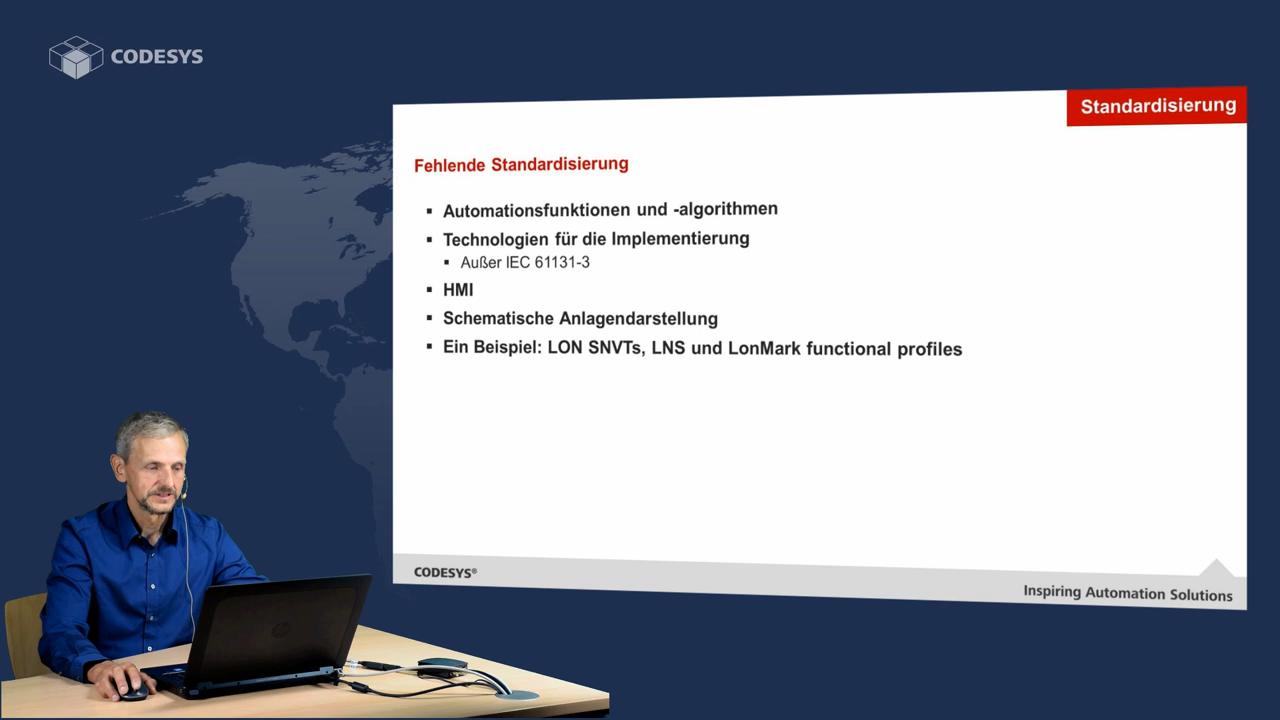 CODESYS
Standardisierung
Fehlende Standardisierung
▪ Automationsfunktionen und -algorithmen
▪ Technologien für die Implementierung
▪ Außer IEC 61131-3
▪ HMI
▪ Schematische Anlagendarstellung
▪ Ein Beispiel: LON SNVTs, LNS und LonMark functional profiles
CODESYS®
Inspiring Automation Solutions